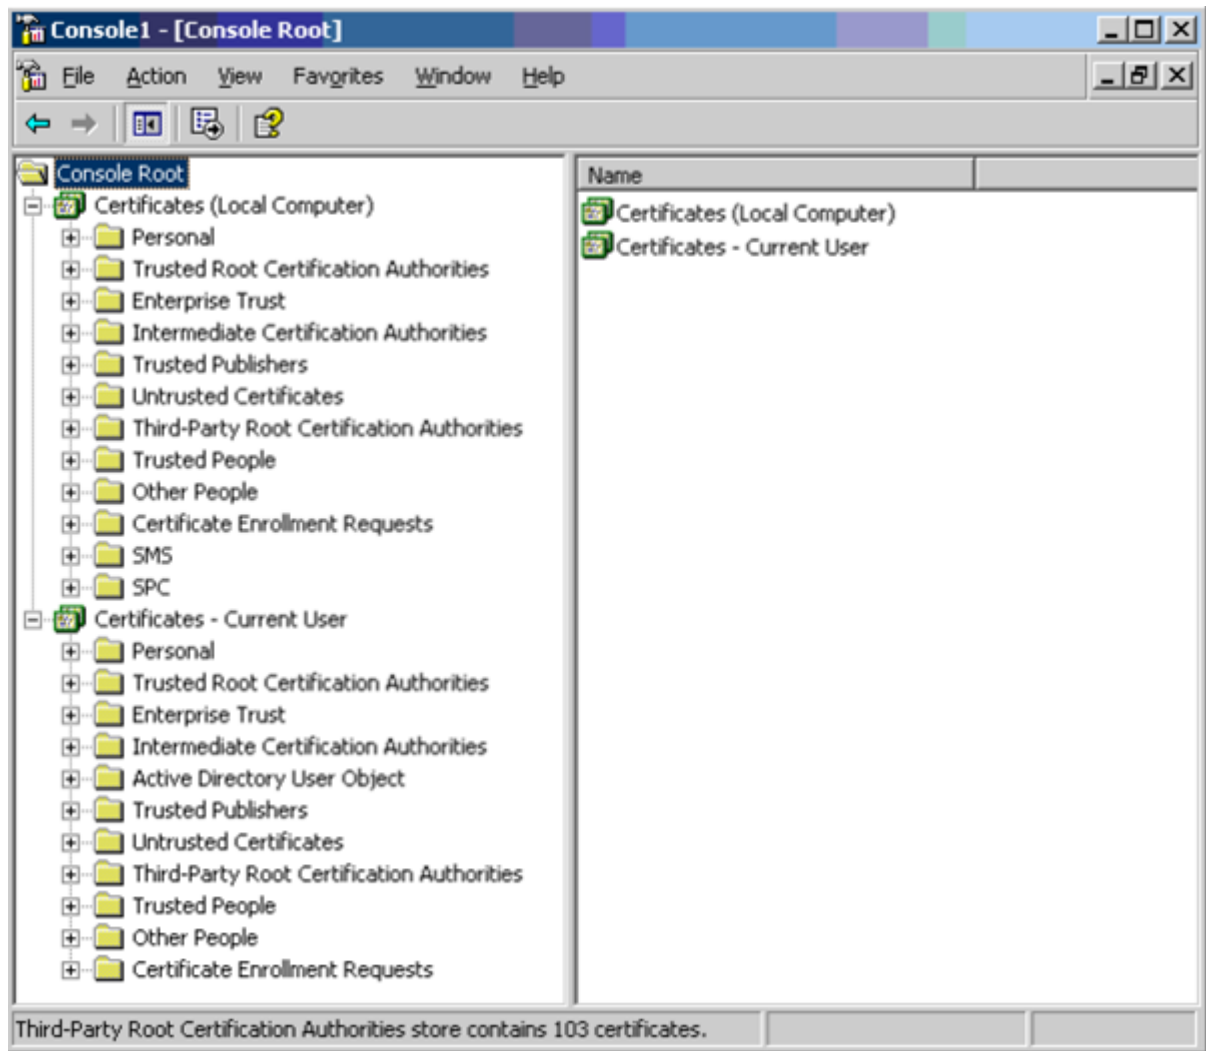 Console1 - [Console Root]
File Action View Favorites Window Help
Console Root
Certificates (Local Computer)
Personal
Trusted Root Certification Authorities
Enterprise Trust
Intermediate Certification Authorities
Trusted Publishers
Untrusted Certificates
Third-Party Root Certification Authorities
Trusted People
Other People
Certificate Enrollment Requests
SMS
SPC
Certificates - Current User
Personal
Trusted Root Certification Authorities
Enterprise Trust
Intermediate Certification Authorities
Active Directory User Object
Trusted Publishers
Untrusted Certificates
Third-Party Root Certification Authorities
Trusted People
Other People
Certificate Enrollment Requests
Name
Certificates (Local Computer)
Certificates - Current User
Third-Party Root Certification Authorities store contains 103 certificates.